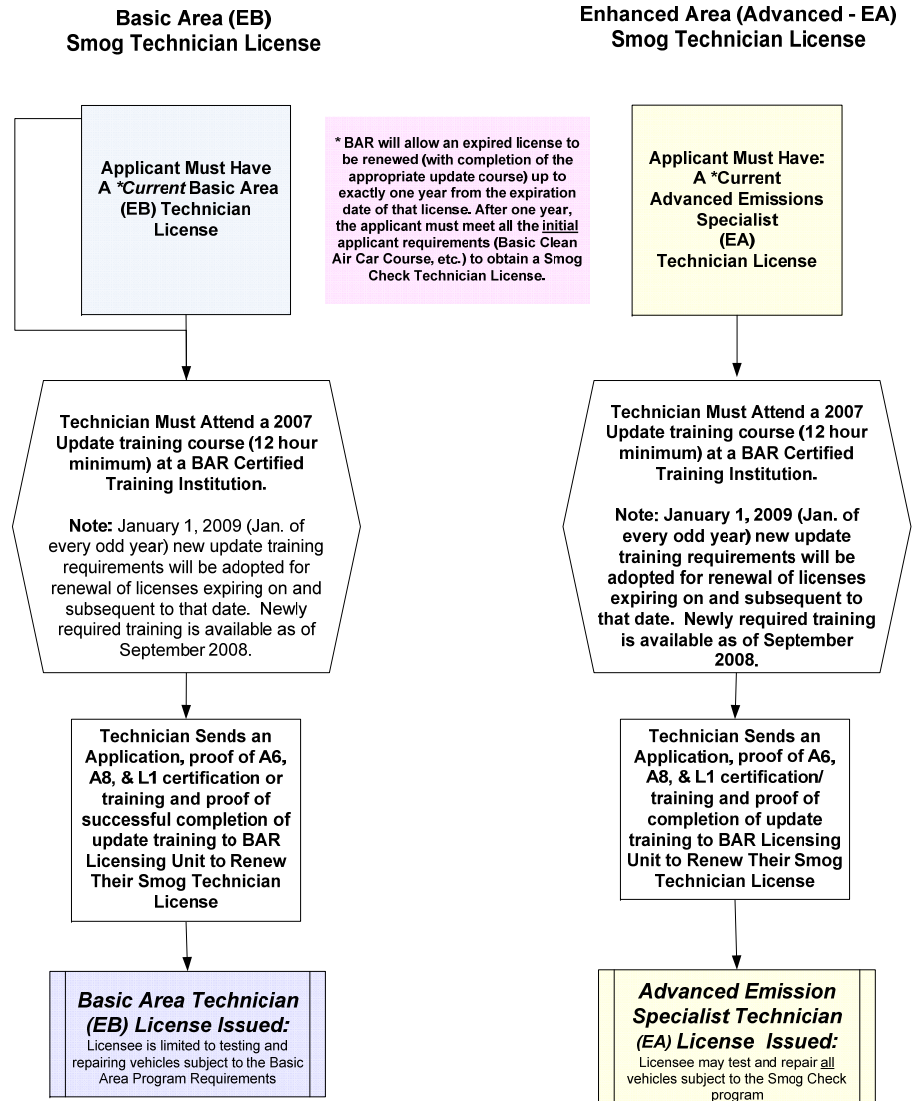 Basic Area (EB)
Smog Technician License
Enhanced Area (Advanced - EA)
Smog Technician License
Applicant Must Have
A *Current Basic Area
(EB) Technician
License
* BAR will allow an expired license to
be renewed (with completion of the
appropriate update course) up to
exactly one year from the expiration
date of that license. After one year,
the applicant must meet all the initial
applicant requirements (Basic Clean
Air Car Course, etc.) to obtain a Smog
Check Technician License.
Applicant Must Have:
A *Current
Advanced Emissions
Specialist
(EA)
Technician License
Technician Must Attend a 2007
Update training course (12 hour
minimum) at a BAR Certified
Training Institution.
Note: January 1, 2009 (Jan. of
every odd year) new update training
requirements will be adopted for
renewal of licenses expiring on and
subsequent to that date.  Newly
required training is available as of
September 2008.
Technician Must Attend a 2007
Update training course (12 hour
minimum) at a BAR Certified
Training Institution.
Note: January 1, 2009 (Jan. of
every odd year) new update
training requirements will be
adopted for renewal of licenses
expiring on and subsequent to
that date.  Newly required training
is available as of September
2008.
Technician Sends an
Application, proof of A6,
A8, & L1 certification or
training and proof of
successful completion of
update training to BAR
Licensing Unit to Renew
Their Smog Technician
License
Technician Sends an
Application, proof of A6,
A8, & L1 certification/
training and proof of
completion of update
training to BAR Licensing
Unit to Renew Their Smog
Technician License
Basic Area Technician
(EB) License Issued:
Licensee is limited to testing and
repairing vehicles subject to the Basic
Area Program Requirements
Advanced Emission
Specialist Technician
(EA) License  Issued:
Licensee may test and repair all
vehicles subject to the Smog Check
program